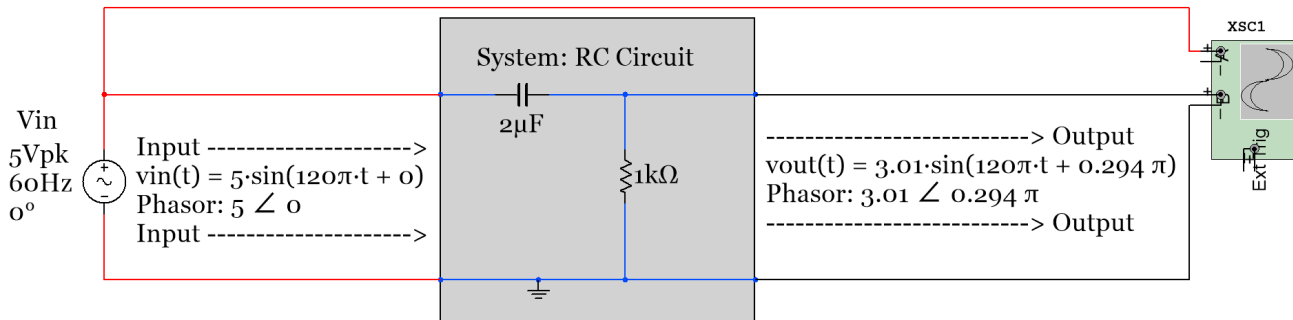 XSC1
System: RC Circuit
+ A –
+ B –
2µF
Ext Trig
Vin
5Vpk
60Hz
0º
+
~
–
Input --------------------->
vin(t) = 5·sin(120π·t + 0)
Phasor: 5 ∠ 0
Input --------------------->
1kΩ
-------------------------> Output
vout(t) = 3.01·sin(120π·t + 0.294 π)
Phasor: 3.01 ∠ 0.294 π
-------------------------> Output